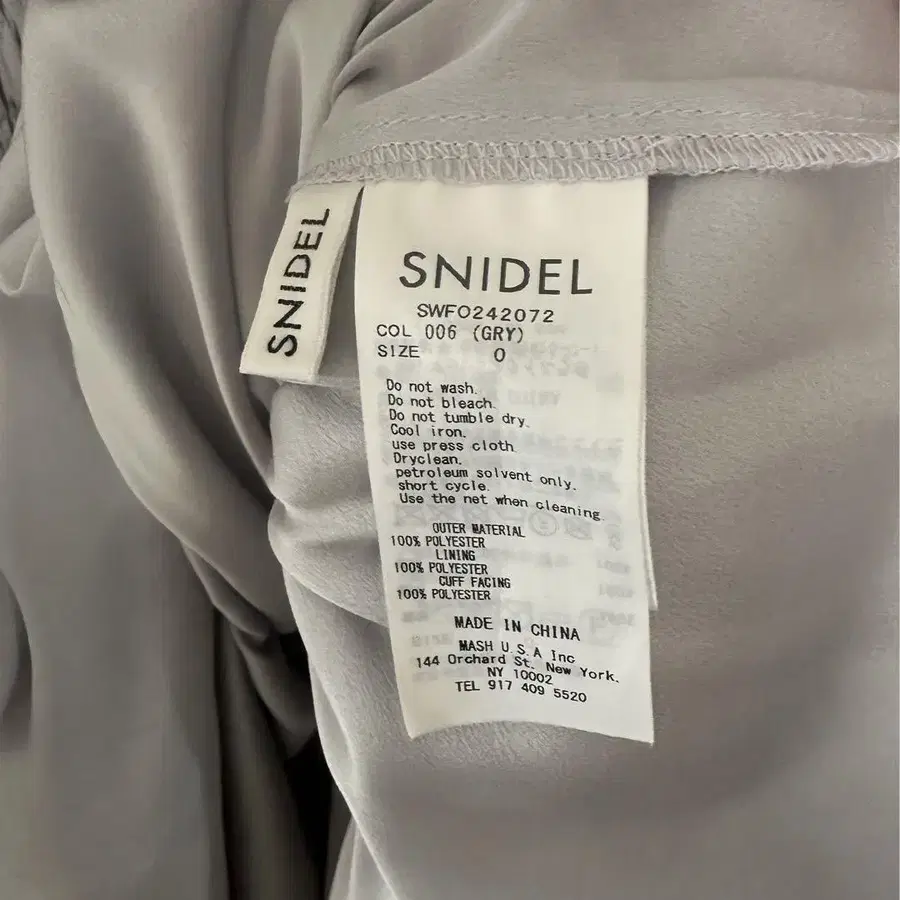 SNIDEL
SNIDEL
SWFO242072
COL 006 (GRY)
SIZE 0
Do not wash.
Do not bleach.
Do not tumble dry.
Cool iron.
use press cloth
Dryclean.
petroleum solvent only.
short cycle.
Use the net when cleaning.
OUTER MATERIAL
100% POLYESTER
LINING
100% POLYESTER
CUFF FACING
100% POLYESTER
MADE IN CHINA
MASH U.S.A Inc
144 Orchard St. New York.
NY 10002
TEL 917 409 5520